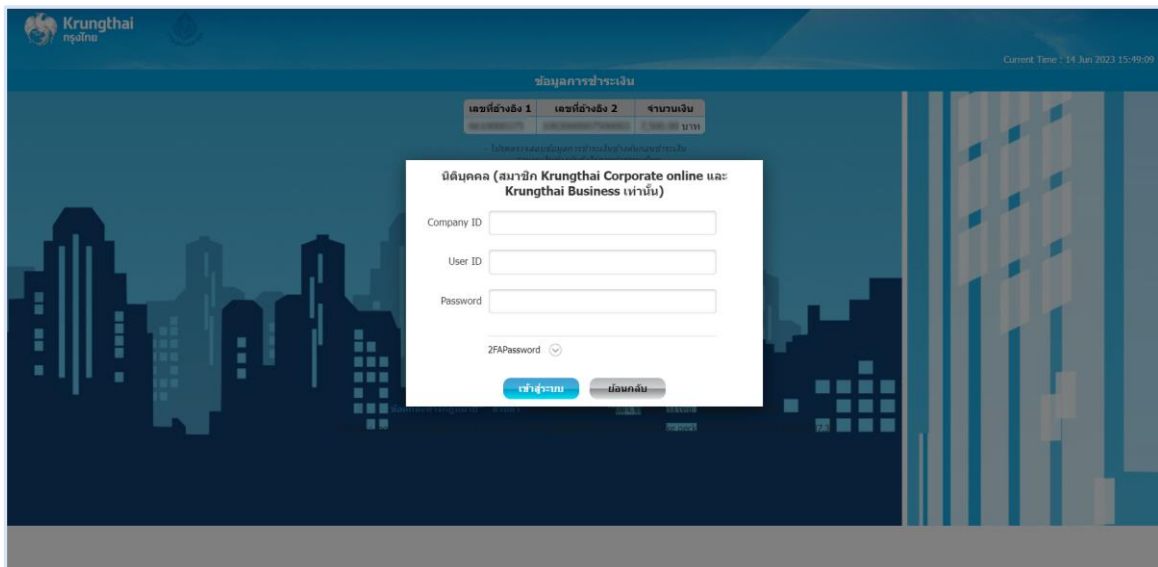 Krungthai
กรุงไทย
Current Time : 14 Jun 2023 15:49:09
ข้อมูลการชำระเงิน
เลขที่อ้างอิง 1 เลขที่อ้างอิง 2 จำนวนเงิน
บาท
นิติบุคคล (สมาชิก Krungthai Corporate online และ
Krungthai Business เท่านั้น)
Company ID
User ID
Password
2FAPassword
เข้าสู่ระบบ ย้อนกลับ